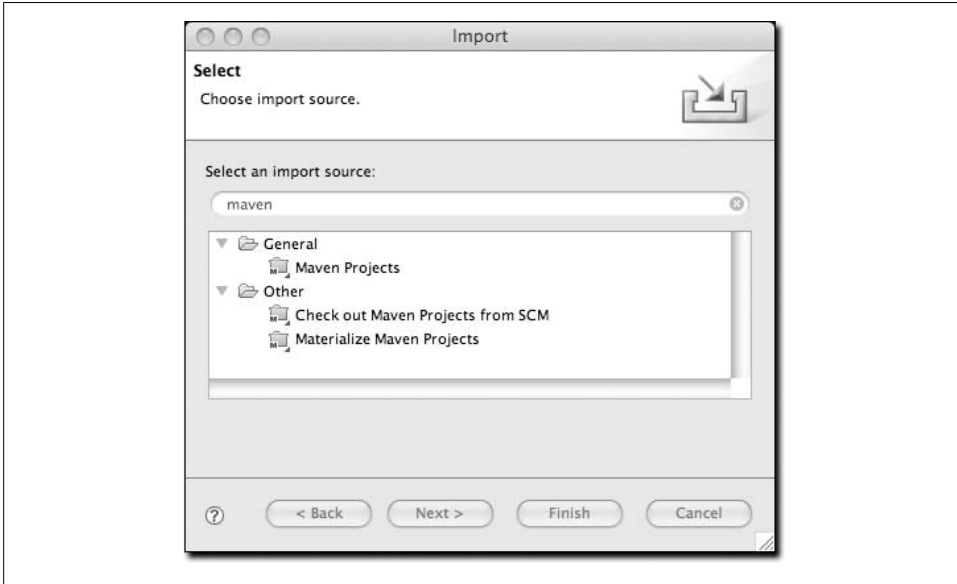 Import
Select
Choose import source.
Select an import source:
maven
General
Maven Projects
Other
Check out Maven Projects from SCM
Materialize Maven Projects
? < Back Next > Finish Cancel